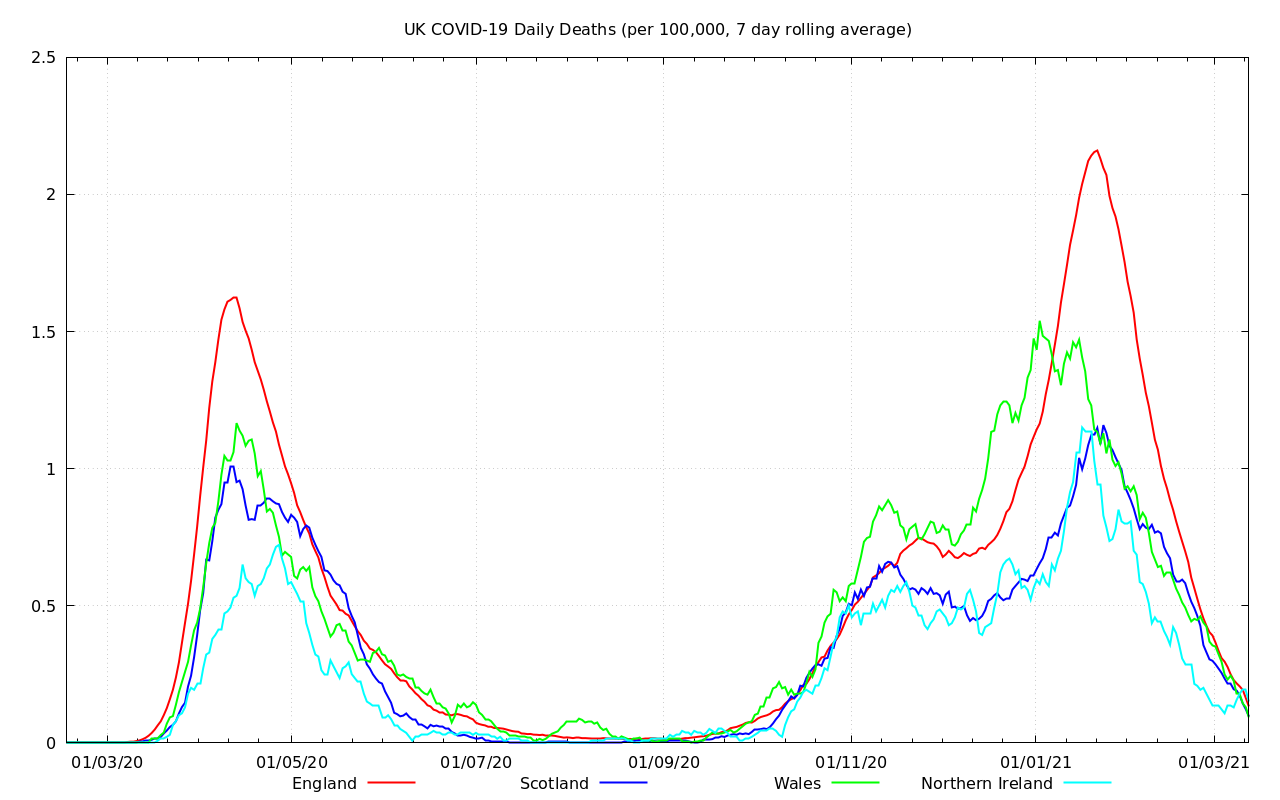 UK COVID-19 Daily Deaths (per 100,000, 7 day rolling average)
2.5
2
1.5
1
0.5
0
01/03/20 01/05/20 01/07/20 01/09/20 01/11/20 01/01/21 01/03/21
England Scotland Wales Northern Ireland